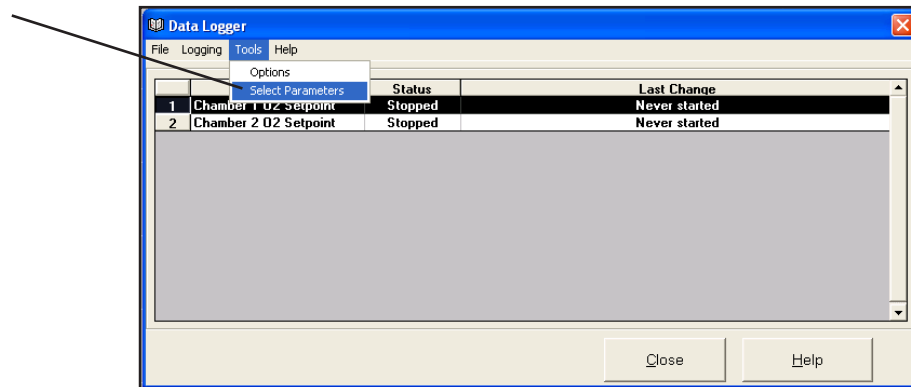 Data Logger
File Logging Tools Help
Options
Select Parameters
Status Last Change
1 Chamber 1 O2 Setpoint Stopped Never started
2 Chamber 2 O2 Setpoint Stopped Never started
Close Help